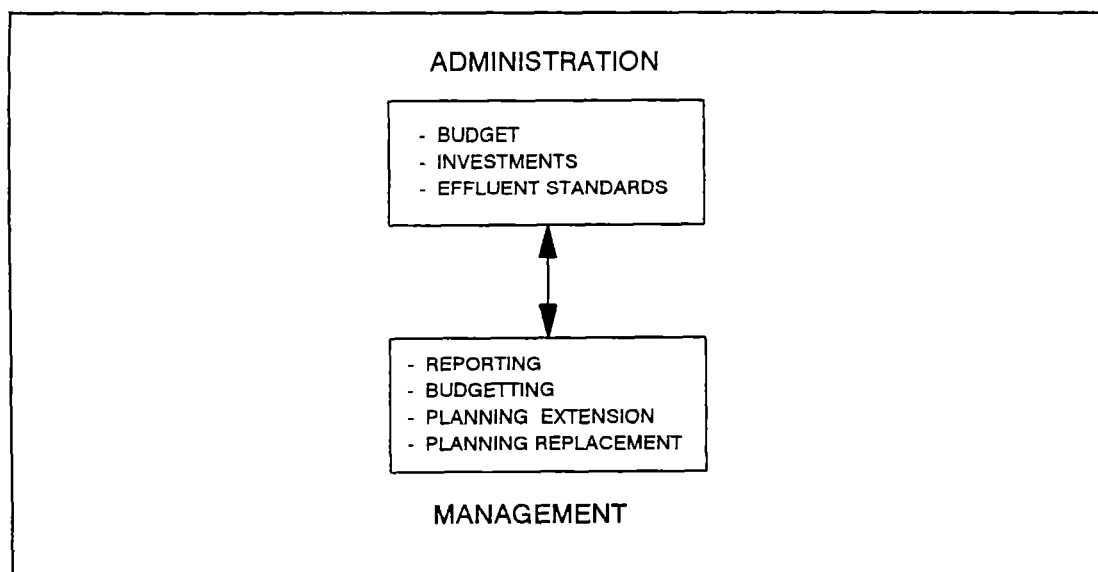 ADMINISTRATION
- BUDGET
- INVESTMENTS
- EFFLUENT STANDARDS
- REPORTING
- BUDGETTING
- PLANNING EXTENSION
- PLANNING REPLACEMENT
MANAGEMENT